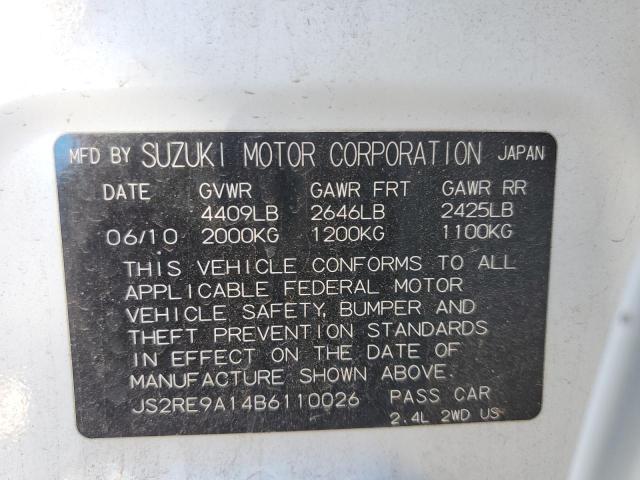 MFD BY SUZUKI MOTOR CORPORATION JAPAN
DATE GVWR GAWR FRT GAWR RR
4409LB 2646LB 2425LB
06/10 2000KG 1200KG 1100KG
THIS VEHICLE CONFORMS TO ALL
APPLICABLE FEDERAL MOTOR
VEHICLE SAFETY, BUMPER AND
THEFT PREVENTION STANDARDS
IN EFFECT ON THE DATE OF
MANUFACTURE SHOWN ABOVE.
JS2RE9A14B6110026 PASS CAR
2.4L 2WD US